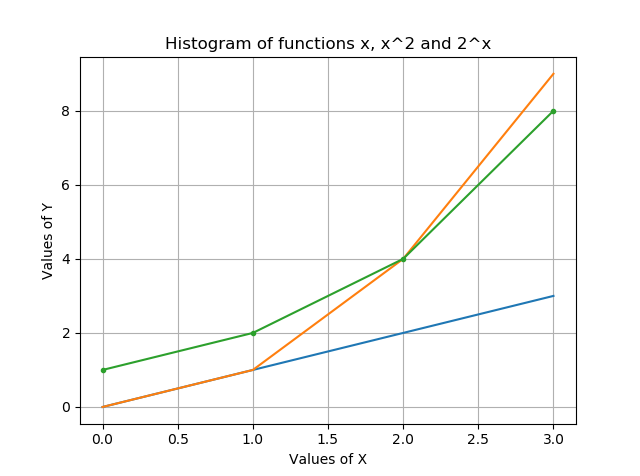 Histogram of functions x, x^2 and 2^x
8
6
4
2
0
Values of Y
0.0 0.5 1.0 1.5 2.0 2.5 3.0
Values of X